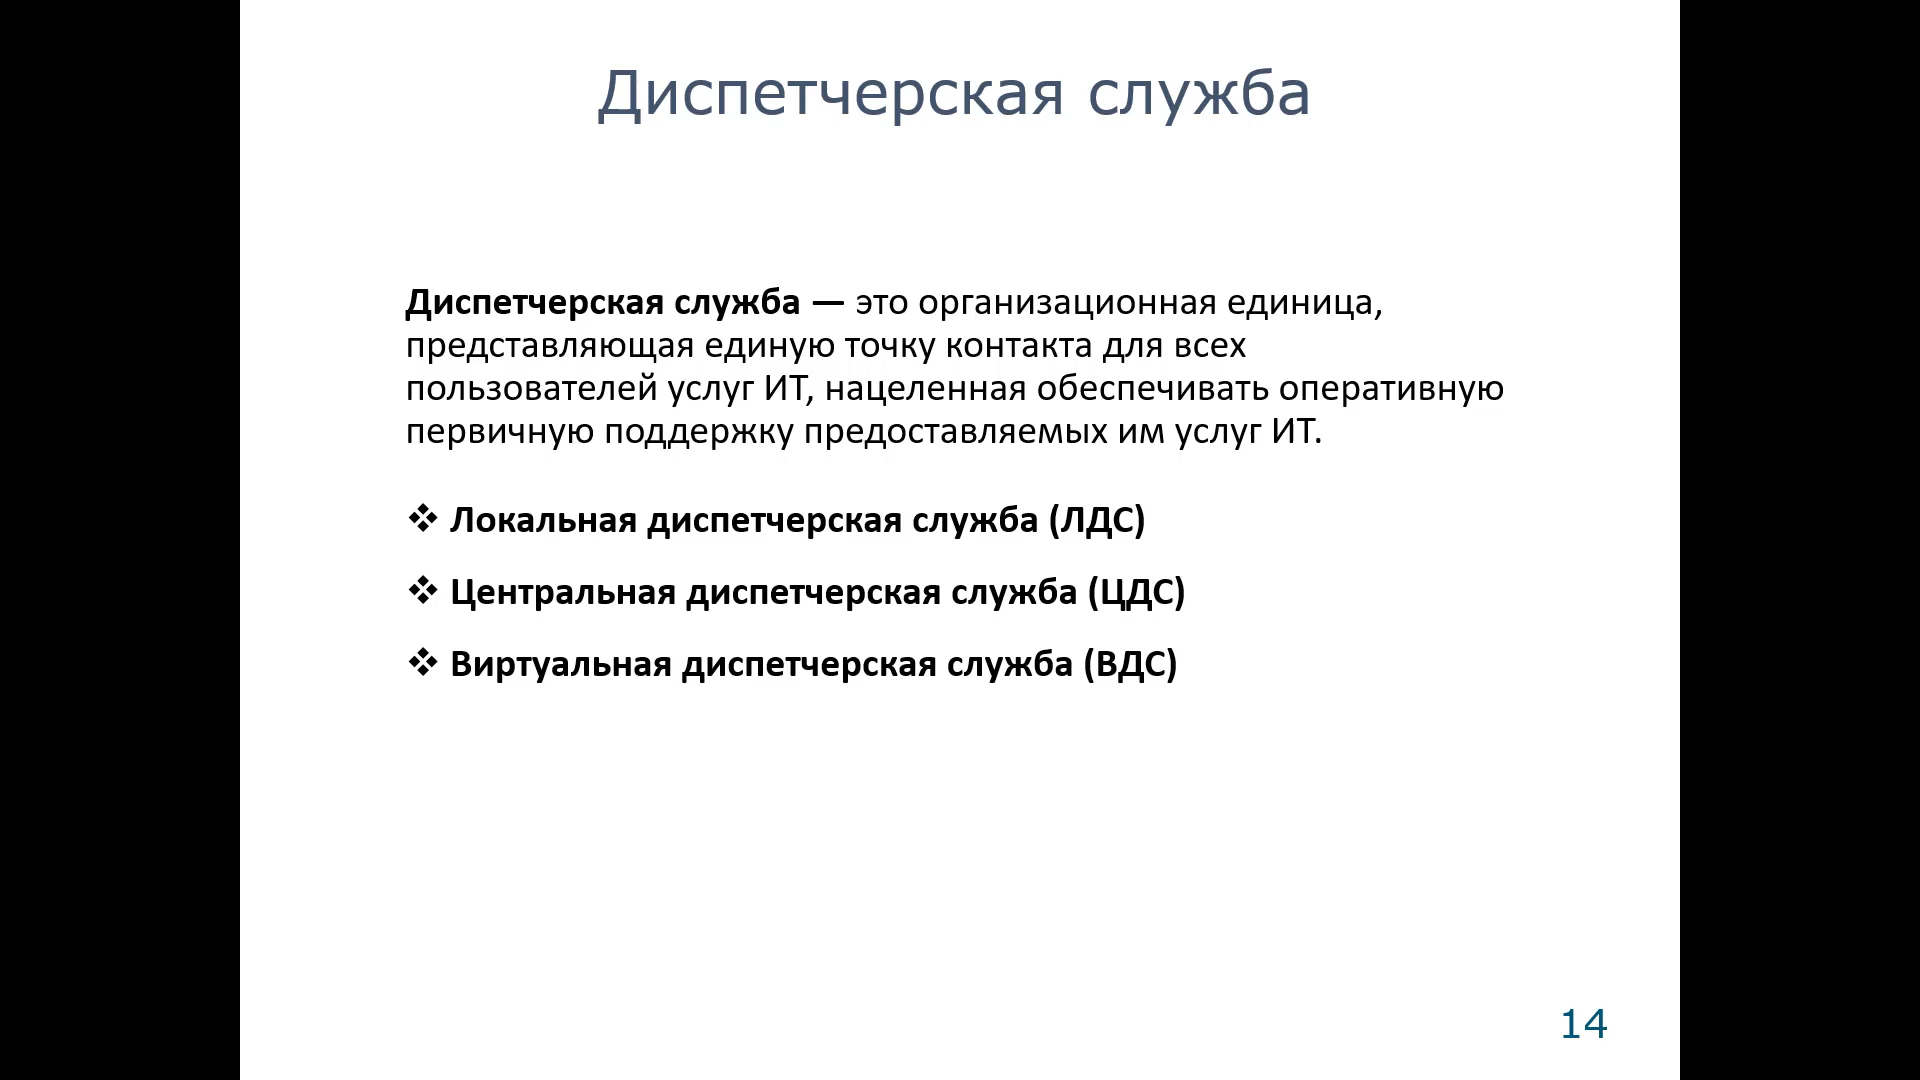 Диспетчерская служба
Диспетчерская служба — это организационная единица,
представляющая единую точку контакта для всех
пользователей услуг ИТ, нацеленная обеспечивать оперативную
первичную поддержку предоставляемых им услуг ИТ.
❖ Локальная диспетчерская служба (ЛДС)
❖ Центральная диспетчерская служба (ЦДС)
❖ Виртуальная диспетчерская служба (ВДС)
14